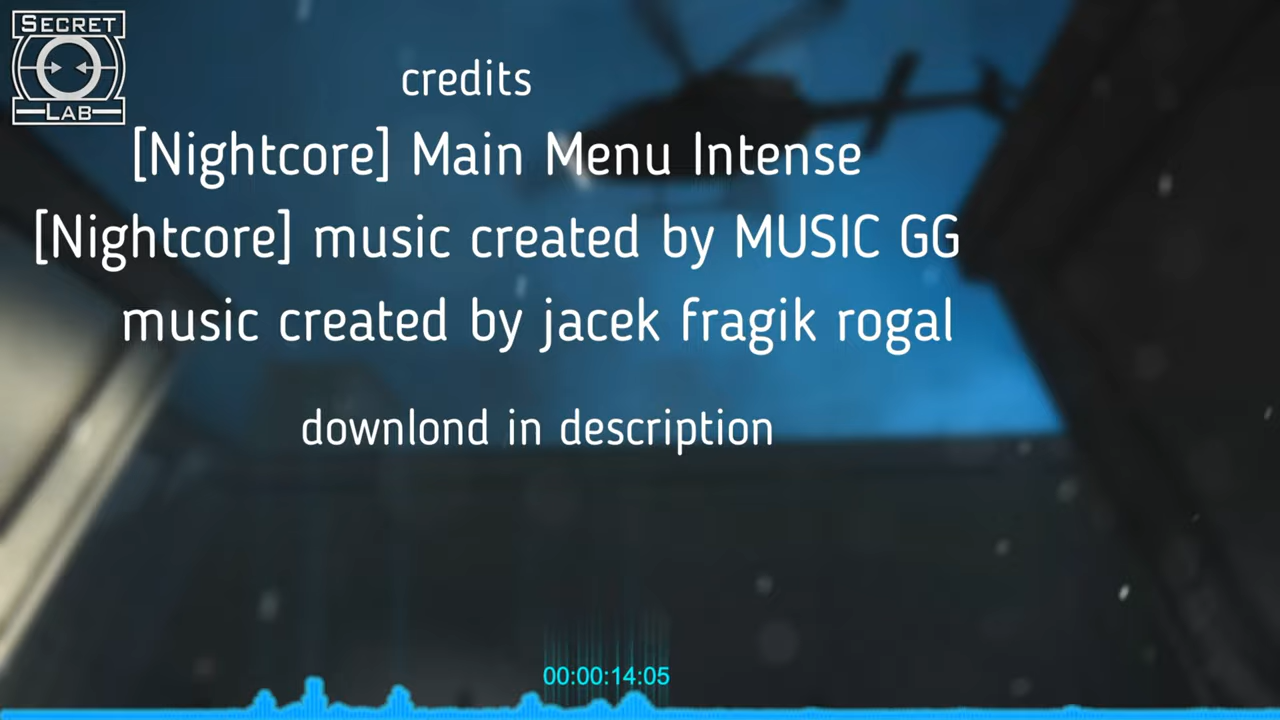 SECRET
LAB
credits
[Nightcore] Main Menu Intense
[Nightcore] music created by MUSIC GG
music created by jacek fragik rogal
downlond in description
00:00:14:05